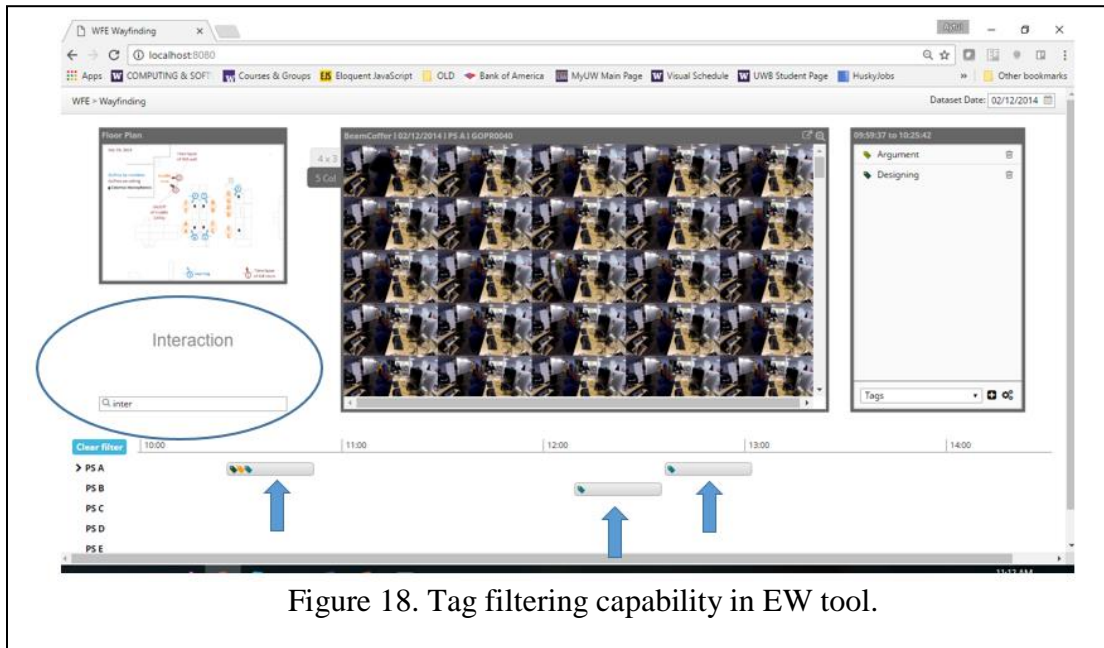 WFE Wayfinding
localhost:8080
Apps COMPUTING & SOFT Courses & Groups Eloquent JavaScript OLD Bank of America MyUW Main Page Visual Schedule UWB Student Page HuskyJobs » Other bookmarks
WFE > Wayfinding
Dataset Date: 02/12/2014
Floor Plan
4 x 3
5 Col
BeamCoffer | 02/12/2014 | PS A | GOPR0040
09:59:37 to 10:25:42
Argument
Designing
Tags
Interaction
inter
Clear filter
10:00 11:00 12:00 13:00 14:00
PS A
PS B
PS C
PS D
PS E
11:12 AM
Figure 18. Tag filtering capability in EW tool.